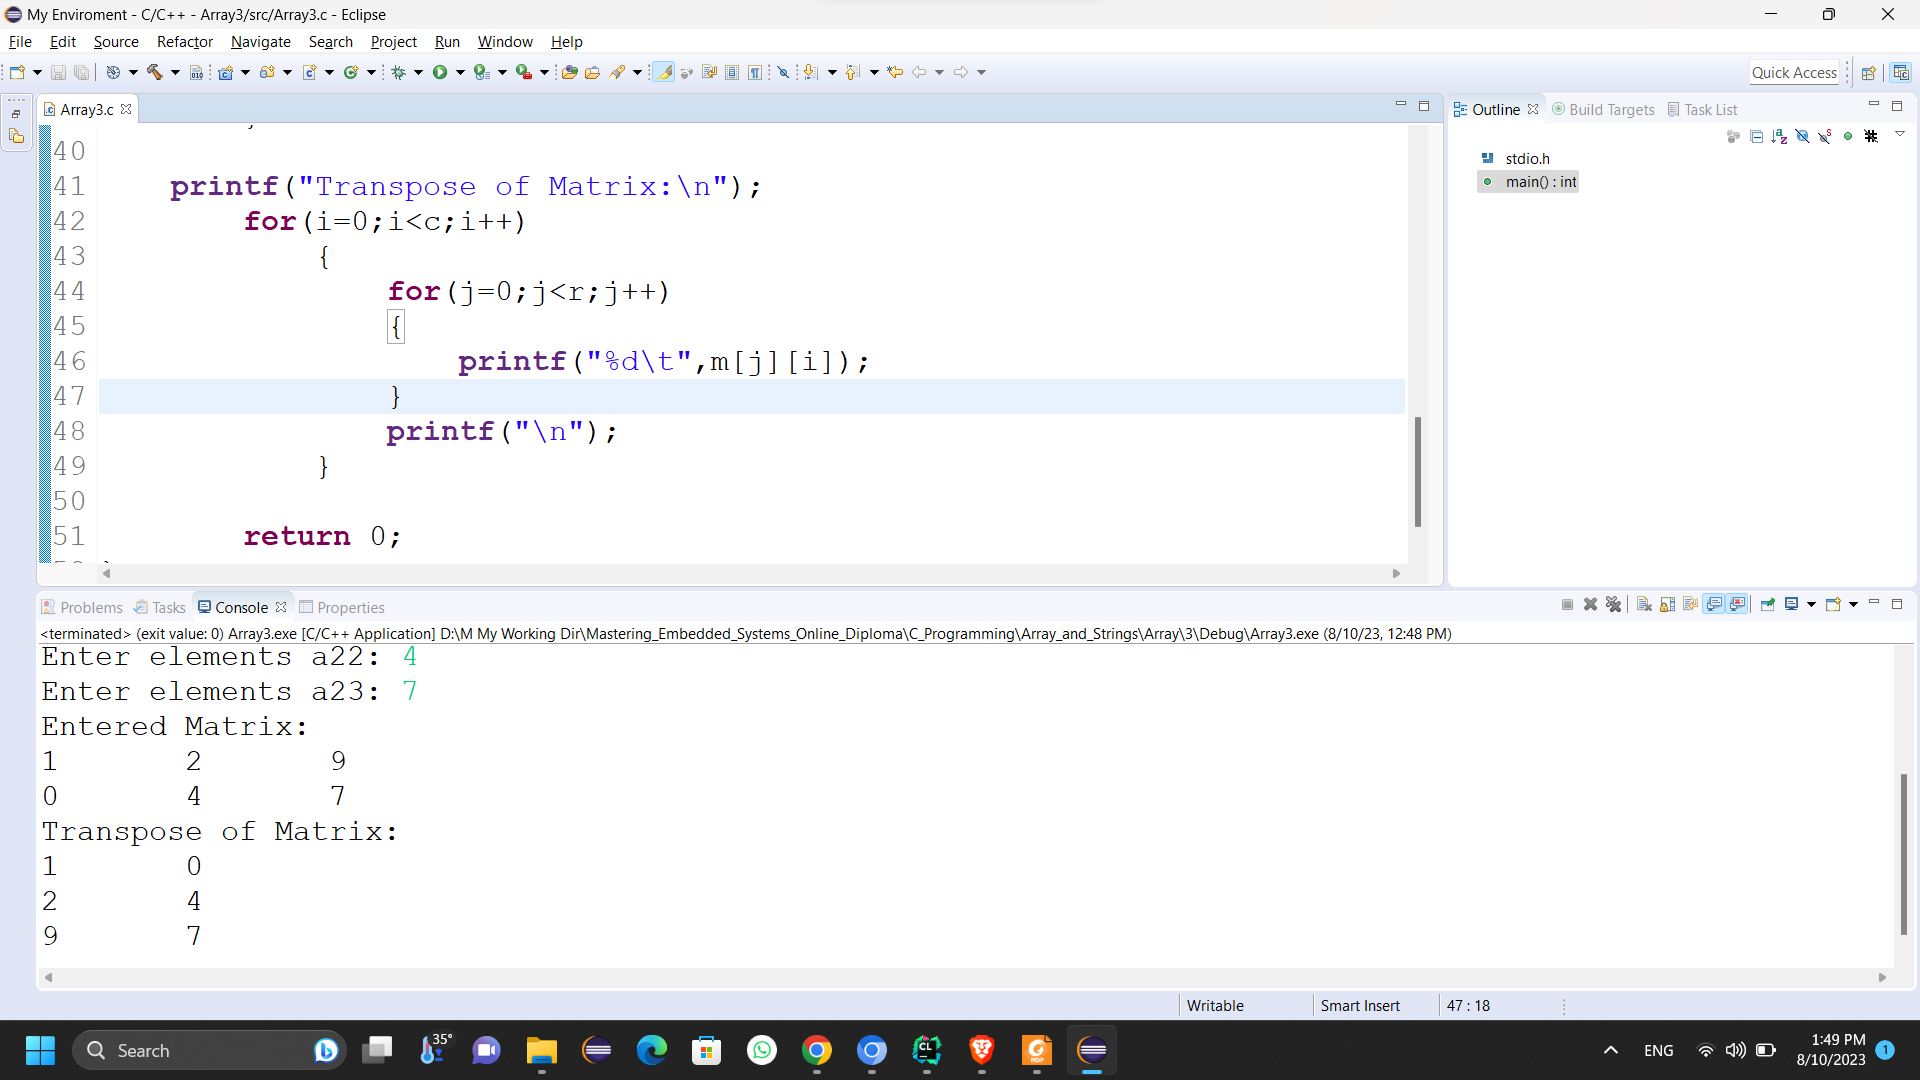 My Enviroment - C/C++ - Array3/src/Array3.c - Eclipse
File Edit Source Refactor Navigate Search Project Run Window Help
Quick Access
Array3.c
40
41 printf("Transpose of Matrix:\n");
42 for(i=0;i<c;i++)
43 {
44 for(j=0;j<r;j++)
45 {
46 printf("%d\t",m[j][i]);
47 }
48 printf("\n");
49 }
50
51 return 0;
Outline Build Targets Task List
stdio.h
main() : int
Problems Tasks Console Properties
<terminated> (exit value: 0) Array3.exe [C/C++ Application] D:\M My Working Dir\Mastering_Embedded_Systems_Online_Diploma\C_Programming\Array_and_Strings\Array\3\Debug\Array3.exe (8/10/23, 12:48 PM)
Enter elements a22: 4
Enter elements a23: 7
Entered Matrix:
1 2 9
0 4 7
Transpose of Matrix:
1 0
2 4
9 7
Writable Smart Insert 47 : 18
Search
35°
ENG
1:49 PM
8/10/2023
1